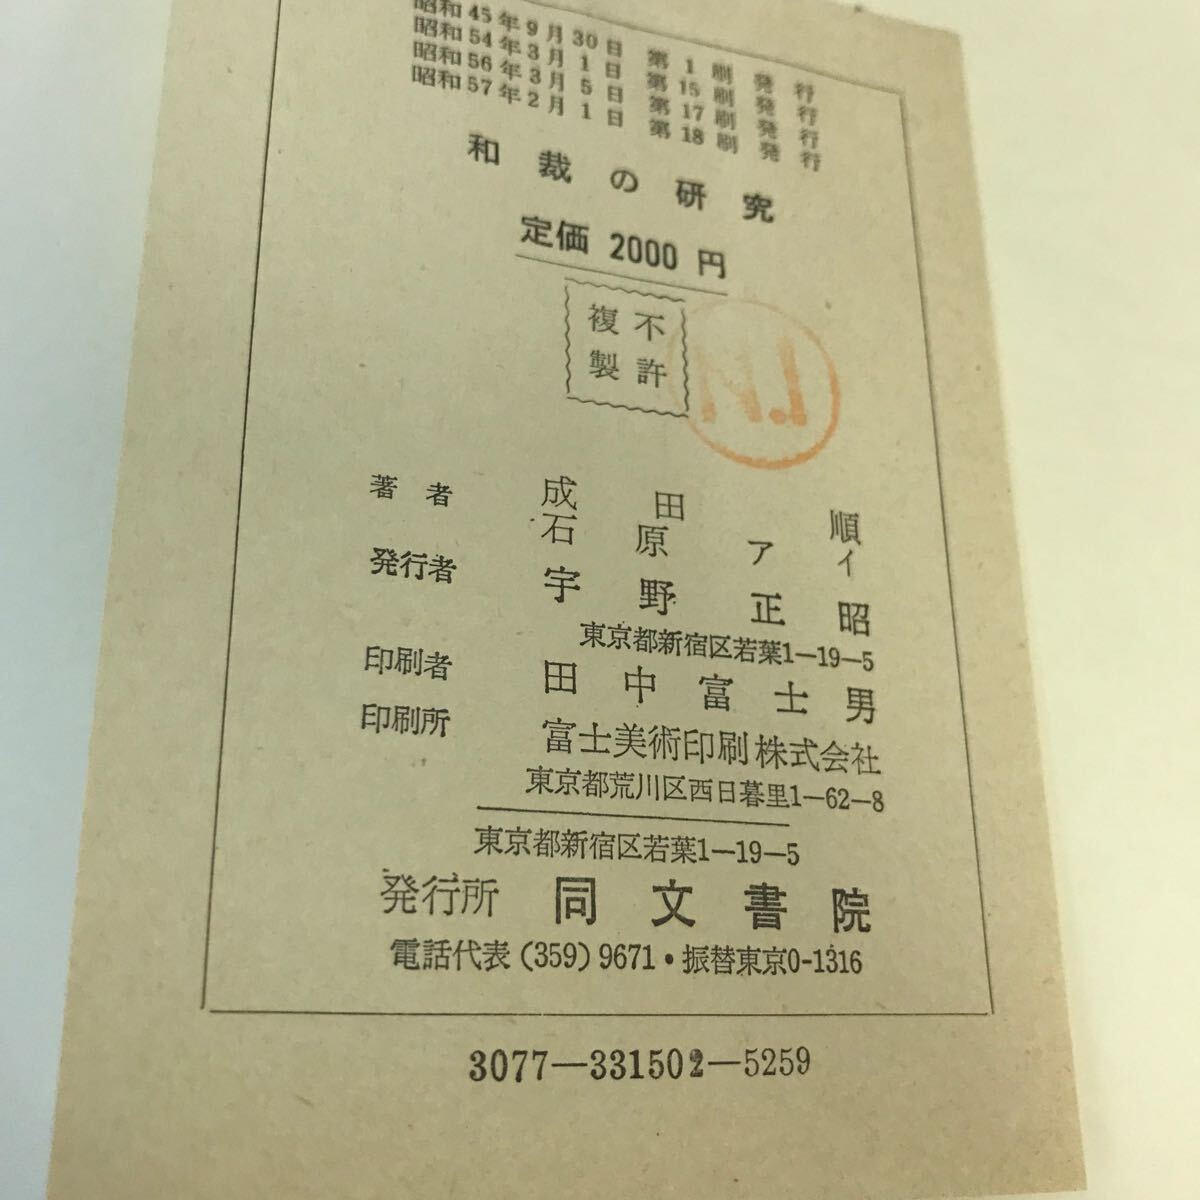 昭和45年9月30日 第1刷発行
昭和54年3月1日 第15刷発行
昭和56年3月5日 第17刷発行
昭和57年2月1日 第18刷発行
和裁の研究
定価 2000円
不許
複製
N.I
著者 成田順
石原アイ
発行者 宇野正昭
東京都新宿区若葉1―19―5
印刷者 田中富士男
印刷所 富士美術印刷株式会社
東京都荒川区西日暮里1―62―8
東京都新宿区若葉1―19―5
発行所 同文書院
電話代表(359)9671・振替東京0-1316
3077―331502―5259